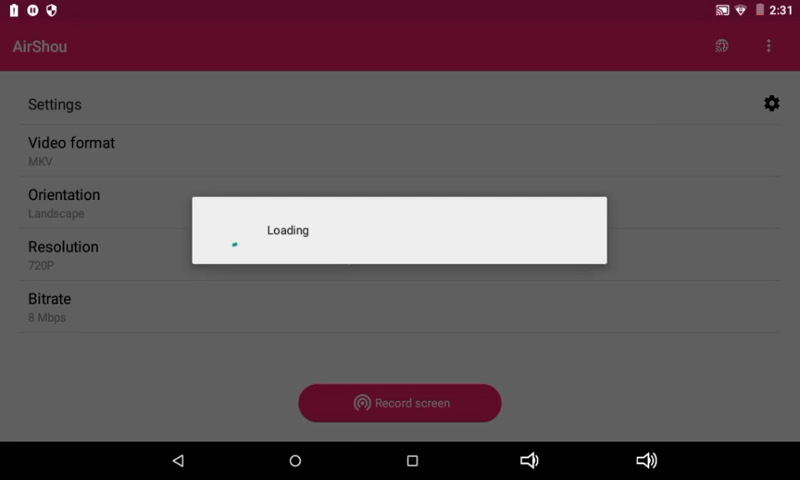 2:31
AirShou
Settings
Video format
MKV
Orientation
Landscape
Loading
Resolution
720P
Bitrate
8 Mbps
Record screen